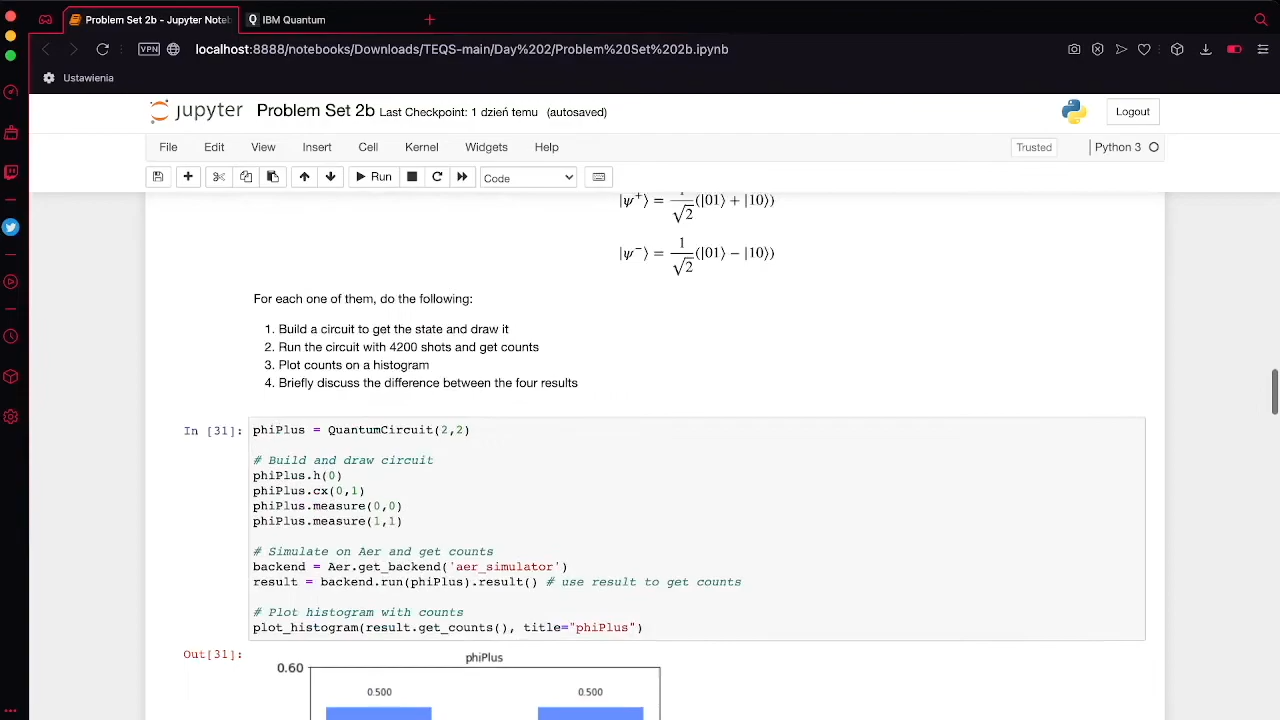 Problem Set 2b - Jupyter Noteb
IBM Quantum
VPN
localhost:8888/notebooks/Downloads/TEQS-main/Day%202/Problem%20Set%202b.ipynb
Ustawienia
jupyter Problem Set 2b Last Checkpoint: 1 dzień temu (autosaved)
Logout
File Edit View Insert Cell Kernel Widgets Help
Trusted
Python 3
Run
Code
|ψ⁺⟩ = 1/√2(|01⟩ + |10⟩)
|ψ⁻⟩ = 1/√2(|01⟩ − |10⟩)
For each one of them, do the following:
1. Build a circuit to get the state and draw it
2. Run the circuit with 4200 shots and get counts
3. Plot counts on a histogram
4. Briefly discuss the difference between the four results
In [31]:
phiPlus = QuantumCircuit(2,2)
# Build and draw circuit
phiPlus.h(0)
phiPlus.cx(0,1)
phiPlus.measure(0,0)
phiPlus.measure(1,1)
# Simulate on Aer and get counts
backend = Aer.get_backend('aer_simulator')
result = backend.run(phiPlus).result() # use result to get counts
# Plot histogram with counts
plot_histogram(result.get_counts(), title="phiPlus")
Out[31]:
phiPlus
0.60
0.500
0.500